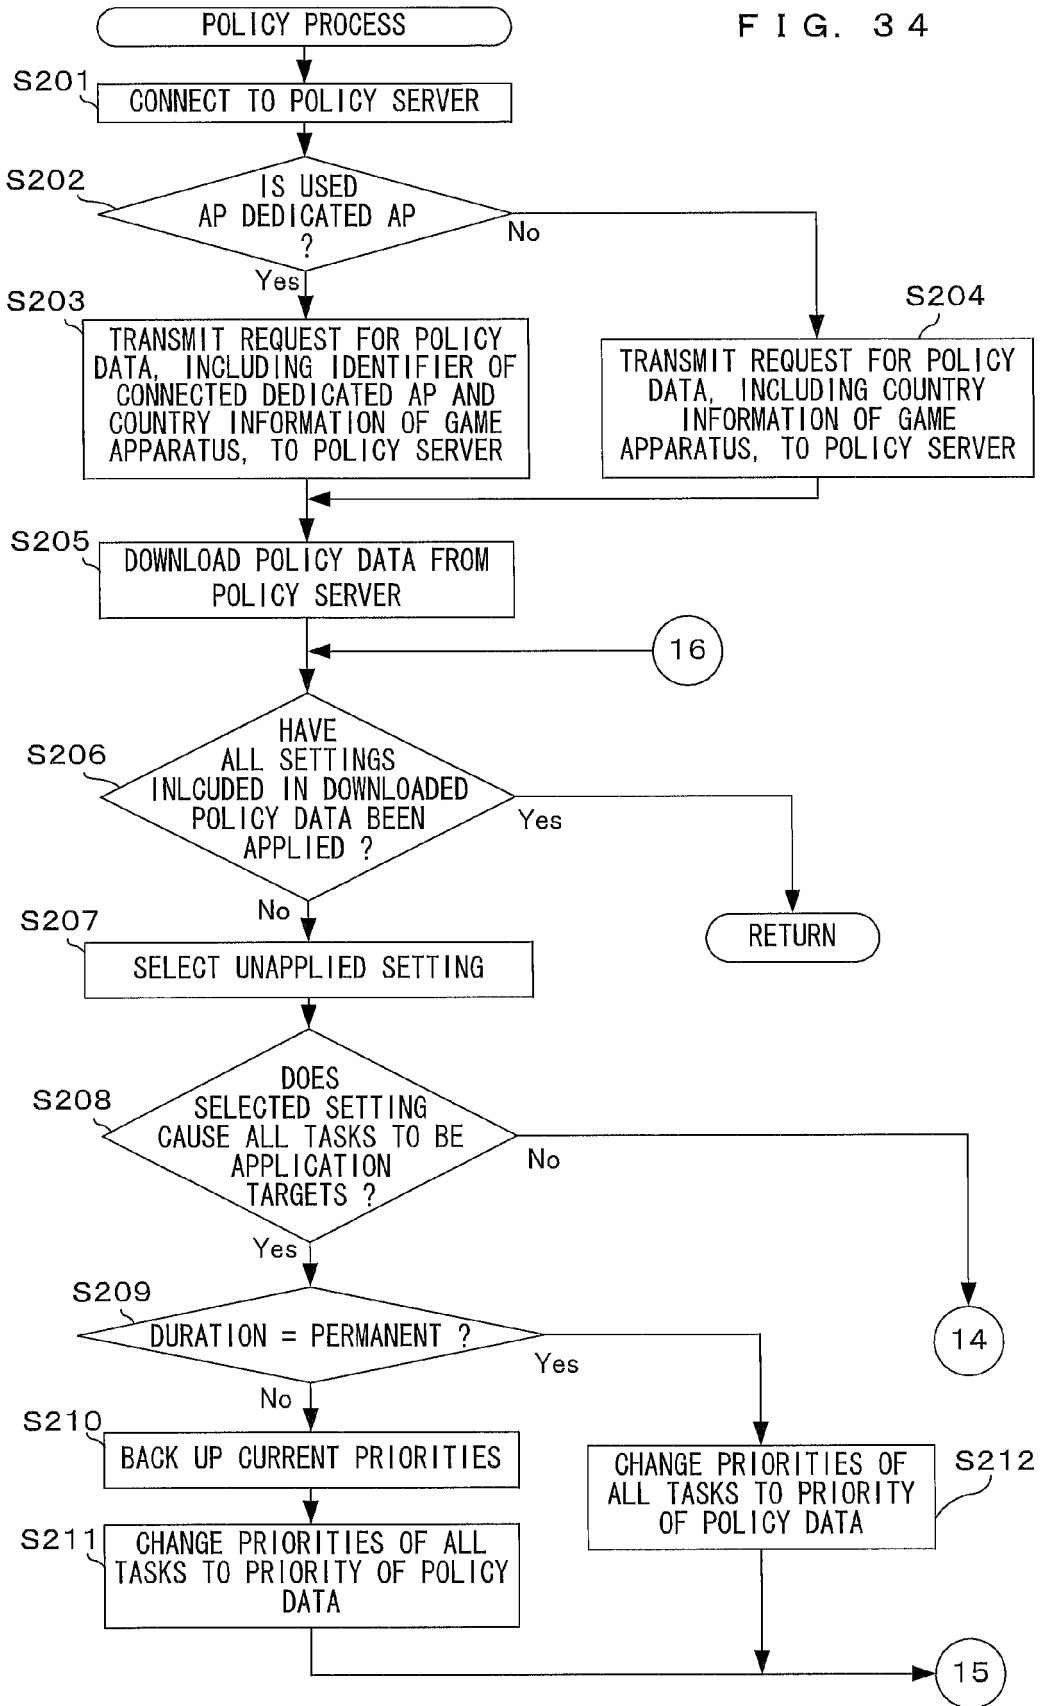 POLICY PROCESS
FIG. 34
S201
CONNECT TO POLICY SERVER
S202
IS USED
AP DEDICATED AP
?
No
Yes
S203
TRANSMIT REQUEST FOR POLICY
DATA, INCLUDING IDENTIFIER OF
CONNECTED DEDICATED AP AND
COUNTRY INFORMATION OF GAME
APPARATUS, TO POLICY SERVER
S204
TRANSMIT REQUEST FOR POLICY
DATA, INCLUDING COUNTRY
INFORMATION OF GAME
APPARATUS, TO POLICY SERVER
S205
DOWNLOAD POLICY DATA FROM
POLICY SERVER
16
S206
HAVE
ALL SETTINGS
INLCUDED IN DOWNLOADED
POLICY DATA BEEN
APPLIED ?
Yes
No
RETURN
S207
SELECT UNAPPLIED SETTING
S208
DOES
SELECTED SETTING
CAUSE ALL TASKS TO BE
APPLICATION
TARGETS ?
No
Yes
14
S209
DURATION = PERMANENT ?
Yes
No
S210
BACK UP CURRENT PRIORITIES
S211
CHANGE PRIORITIES OF ALL
TASKS TO PRIORITY OF POLICY
DATA
S212
CHANGE PRIORITIES OF
ALL TASKS TO PRIORITY
OF POLICY DATA
15